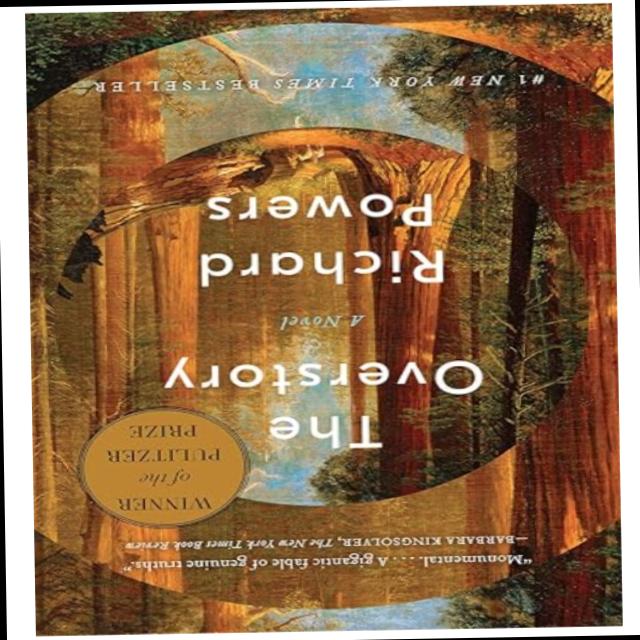 "Monumental. . . . A gigantic fable of genuine truths."
—BARBARA KINGSOLVER, The New York Times Book Review
WINNER
of the
PULITZER
PRIZE
The
Overstory
A Novel
Richard
Powers
#1 NEW YORK TIMES BESTSELLER